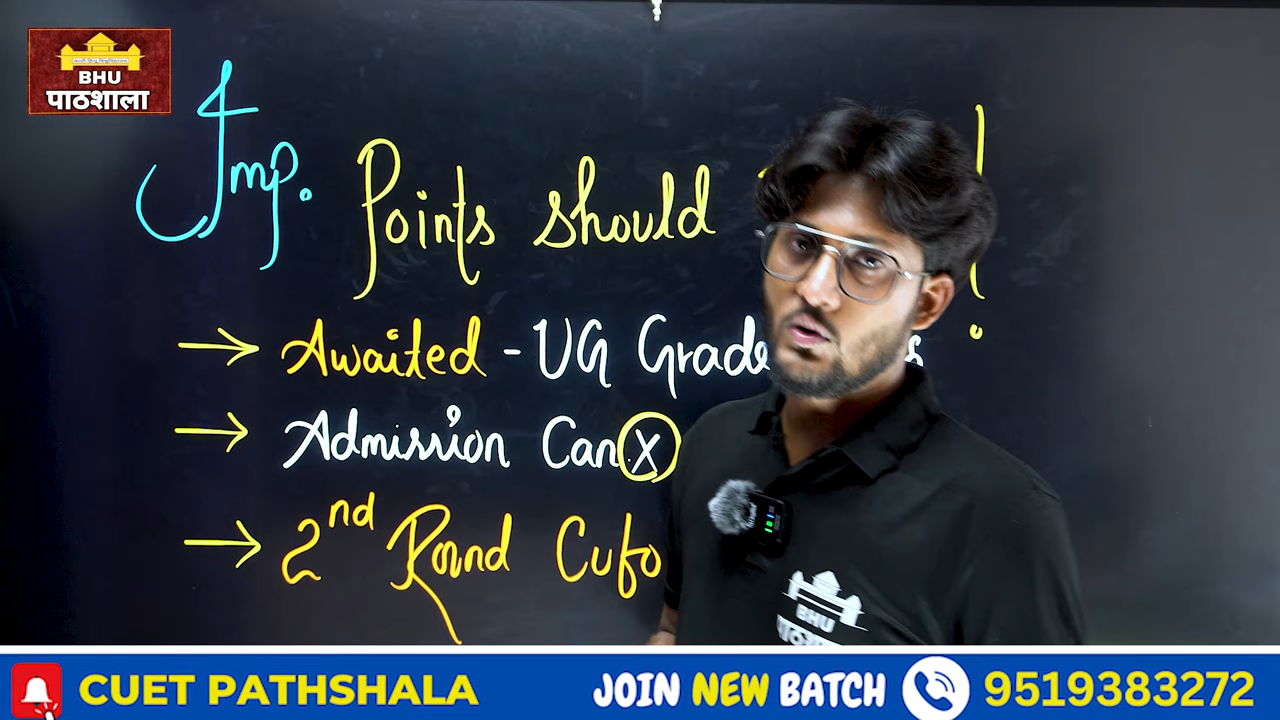 BHU
पाठशाला
Imp. Points should !
→ Awaited - UG Grade s
→ Admission Can X
→ 2nd Round Cufo
BHU
CUET PATHSHALA JOIN NEW BATCH 9519383272